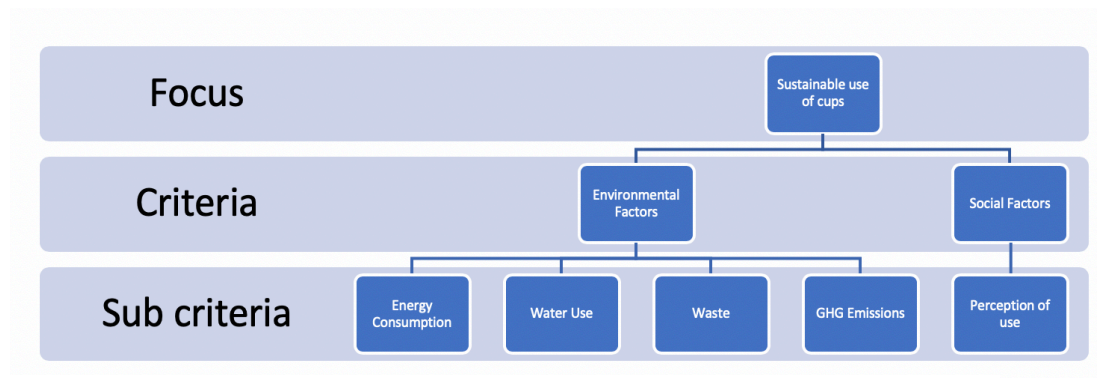 Focus
Sustainable use
of cups
Criteria
Environmental
Factors
Social Factors
Sub criteria
Energy
Consumption
Water Use
Waste
GHG Emissions
Perception of
use